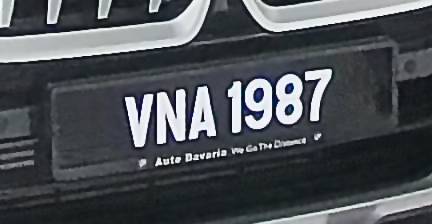 VNA 1987
Auto Bavaria We Go The Distance